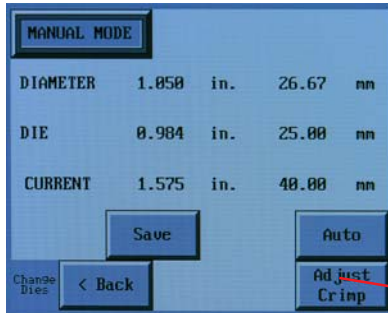 MANUAL MODE
DIAMETER 1.050 in. 26.67 mm
DIE 0.984 in. 25.00 mm
CURRENT 1.575 in. 40.00 mm
Save
Auto
Change
Dies
< Back
Adjust
Crimp